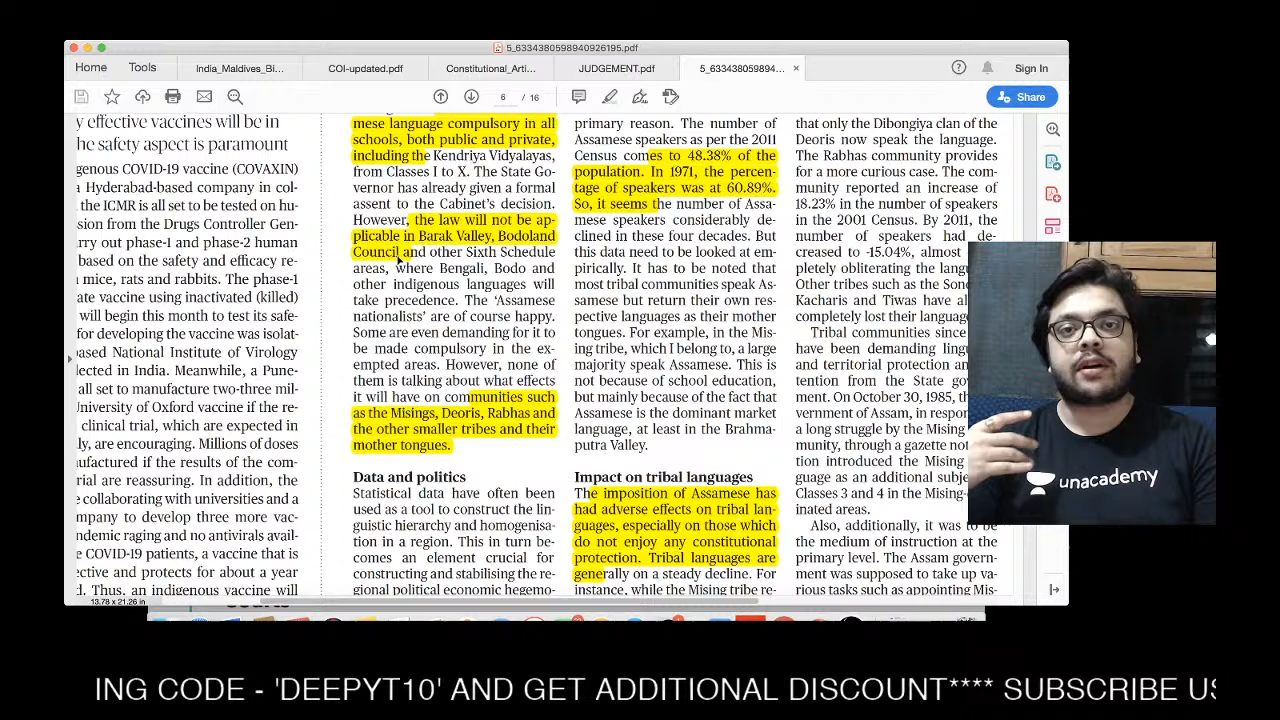 5_6334380598940926195.pdf
Home
Tools
India_Maldives_Bi...
COI-updated.pdf
Constitutional_Arti...
JUDGEMENT.pdf
5_633438059894...
Sign In
6 / 16
Share
y effective vaccines will be in
he safety aspect is paramount
genous COVID-19 vaccine (COVAXIN)
a Hyderabad-based company in col-
the ICMR is all set to be tested on hu-
sion from the Drugs Controller Gen-
rry out phase-1 and phase-2 human
based on the safety and efficacy re-
mice, rats and rabbits. The phase-1
ate vaccine using inactivated (killed)
will begin this month to test its safe-
for developing the vaccine was isolat-
ased National Institute of Virology
lected in India. Meanwhile, a Pune-
all set to manufacture two-three mil-
University of Oxford vaccine if the re-
clinical trial, which are expected in
ly, are encouraging. Millions of doses
ufactured if the results of the com-
rial are reassuring. In addition, the
e collaborating with universities and a
mpany to develop three more vac-
ndemic raging and no antivirals avail-
e COVID-19 patients, a vaccine that is
ective and protects for about a year
d. Thus, an indigenous vaccine will
mese language compulsory in all
schools, both public and private,
including the Kendriya Vidyalayas,
from Classes I to X. The State Go-
vernor has already given a formal
assent to the Cabinet's decision.
However, the law will not be ap-
plicable in Barak Valley, Bodoland
Council and other Sixth Schedule
areas, where Bengali, Bodo and
other indigenous languages will
take precedence. The 'Assamese
nationalists' are of course happy.
Some are even demanding for it to
be made compulsory in the ex-
empted areas. However, none of
them is talking about what effects
it will have on communities such
as the Misings, Deoris, Rabhas and
the other smaller tribes and their
mother tongues.
Data and politics
Statistical data have often been
used as a tool to construct the lin-
guistic hierarchy and homogenisa-
tion in a region. This in turn be-
comes an element crucial for
constructing and stabilising the re-
gional political economic hegemo-
primary reason. The number of
Assamese speakers as per the 2011
Census comes to 48.38% of the
population. In 1971, the percen-
tage of speakers was at 60.89%.
So, it seems the number of Assa-
mese speakers considerably de-
clined in these four decades. But
this data need to be looked at em-
pirically. It has to be noted that
most tribal communities speak As-
samese but return their own res-
pective languages as their mother
tongues. For example, in the Mis-
ing tribe, which I belong to, a large
majority speak Assamese. This is
not because of school education,
but mainly because of the fact that
Assamese is the dominant market
language, at least in the Brahma-
putra Valley.
Impact on tribal languages
The imposition of Assamese has
had adverse effects on tribal lan-
guages, especially on those which
do not enjoy any constitutional
protection. Tribal languages are
generally on a steady decline. For
instance, while the Mising tribe re-
that only the Dibongiya clan of the
Deoris now speak the language.
The Rabhas community provides
for a more curious case. The com-
munity reported an increase of
18.23% in the number of speakers
in the 2001 Census. By 2011, the
number of speakers had de-
creased to -15.04%, almost
pletely obliterating the lang
Other tribes such as the Son
Kacharis and Tiwas have al
completely lost their language
Tribal communities since
have been demanding ling
and territorial protection an
tention from the State gov
ment. On October 30, 1985,
vernment of Assam, in respon
a long struggle by the Mising
munity, through a gazette not
tion introduced the Mising
guage as an additional subje
Classes 3 and 4 in the Mising-
inated areas.
Also, additionally, it was to be
the medium of instruction at the
primary level. The Assam govern-
ment was supposed to take up va-
rious tasks such as appointing Mis-
13.78 x 21.26 in
unacademy
ING CODE - 'DEEPYT10' AND GET ADDITIONAL DISCOUNT**** SUBSCRIBE US